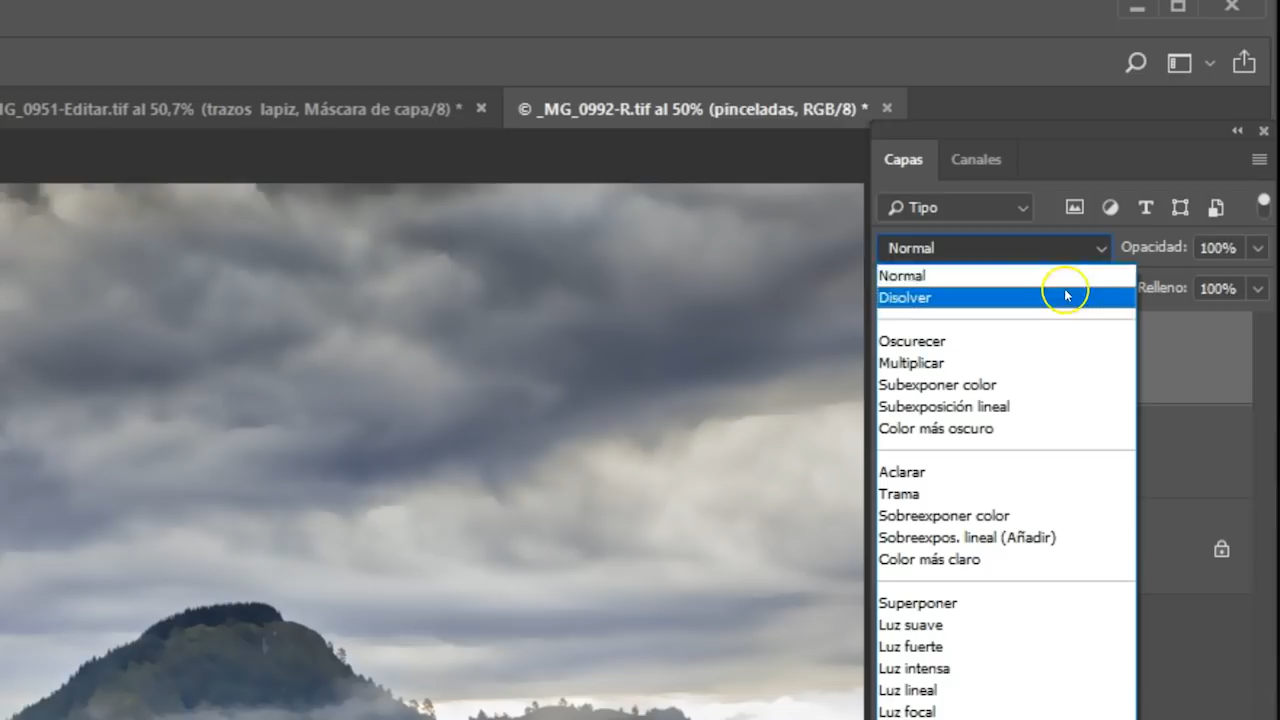 MG_0951-Editar.tif al 50,7% (trazos lapiz, Máscara de capa/8) *
© _MG_0992-R.tif al 50% (pinceladas, RGB/8) *
Capas
Canales
Tipo
Normal
Opacidad: 100%
Relleno: 100%
Normal
Disolver
Oscurecer
Multiplicar
Subexponer color
Subexposición lineal
Color más oscuro
Aclarar
Trama
Sobreexponer color
Sobreexpos. lineal (Añadir)
Color más claro
Superponer
Luz suave
Luz fuerte
Luz intensa
Luz lineal
Luz focal